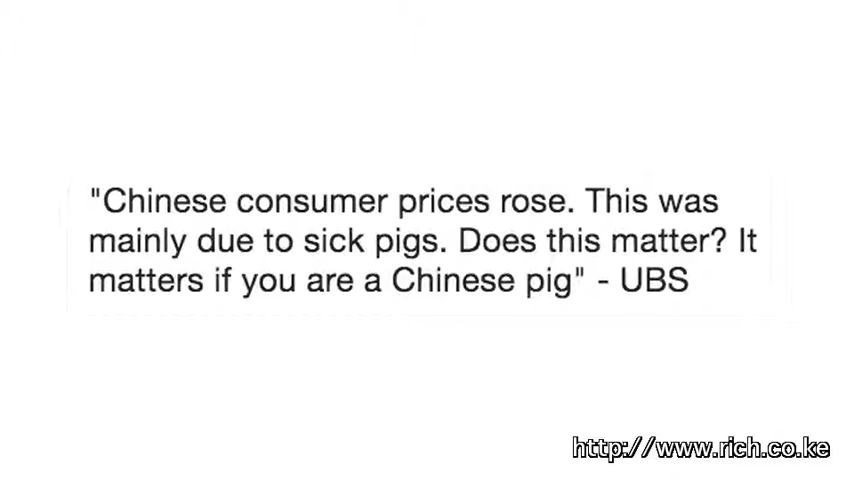 "Chinese consumer prices rose. This was
mainly due to sick pigs. Does this matter? It
matters if you are a Chinese pig" - UBS
http://www.rich.co.ke